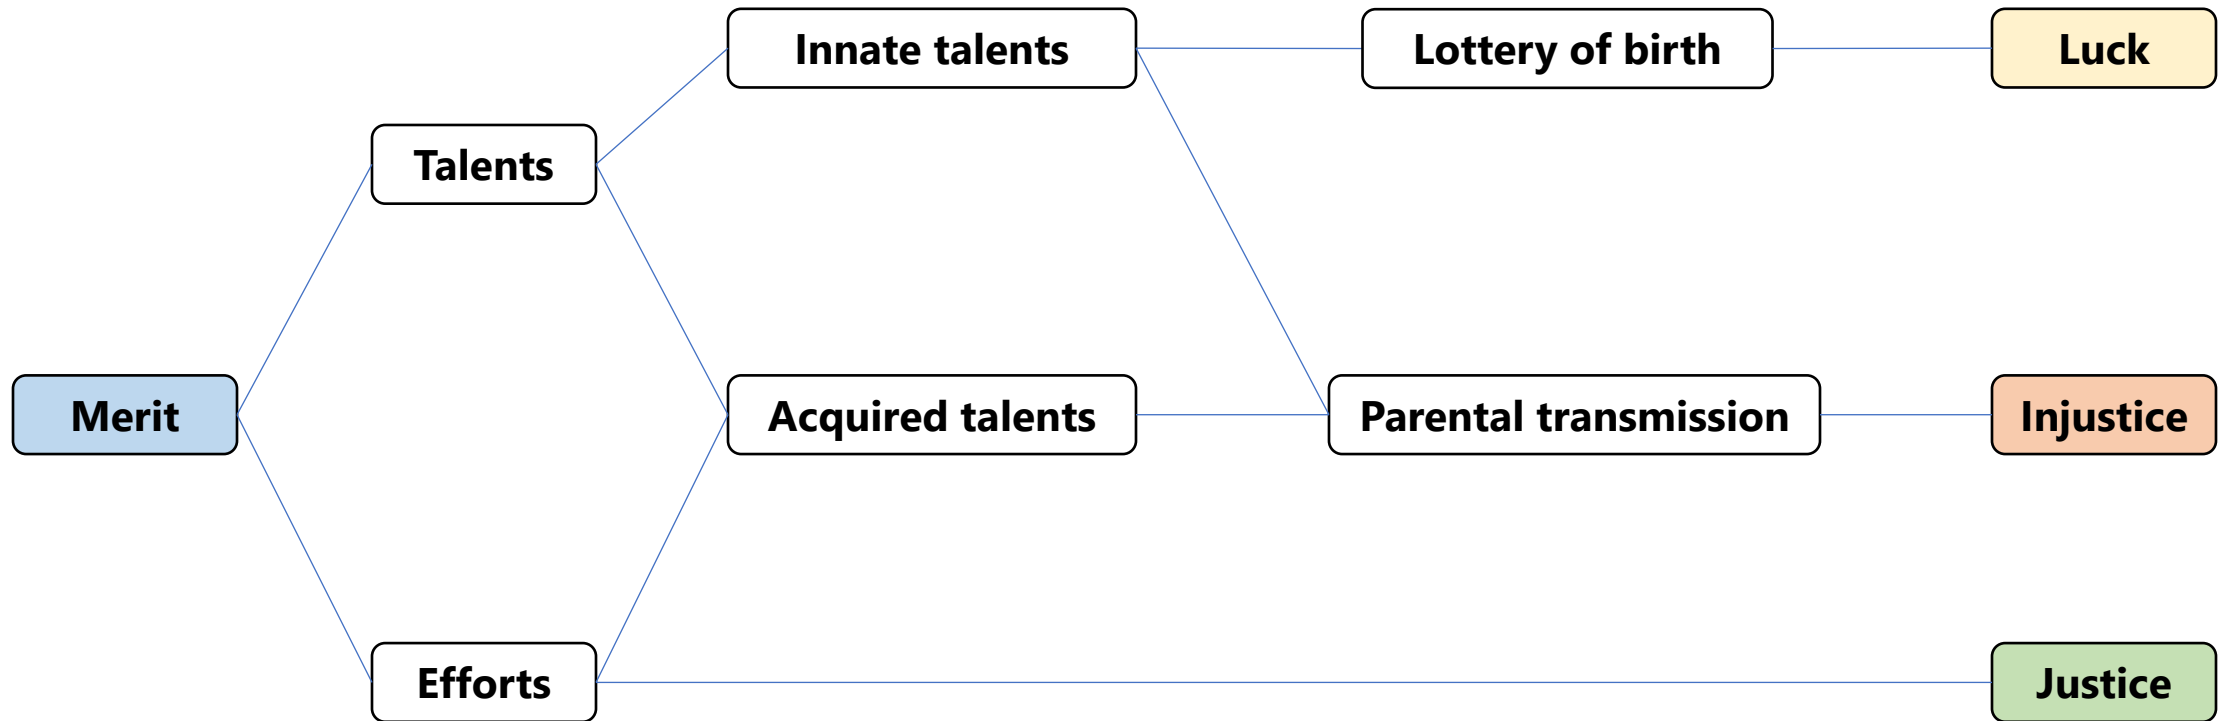 Innate talents
Lottery of birth
Luck
Talents
Merit
Acquired talents
Parental transmission
Injustice
Efforts
Justice